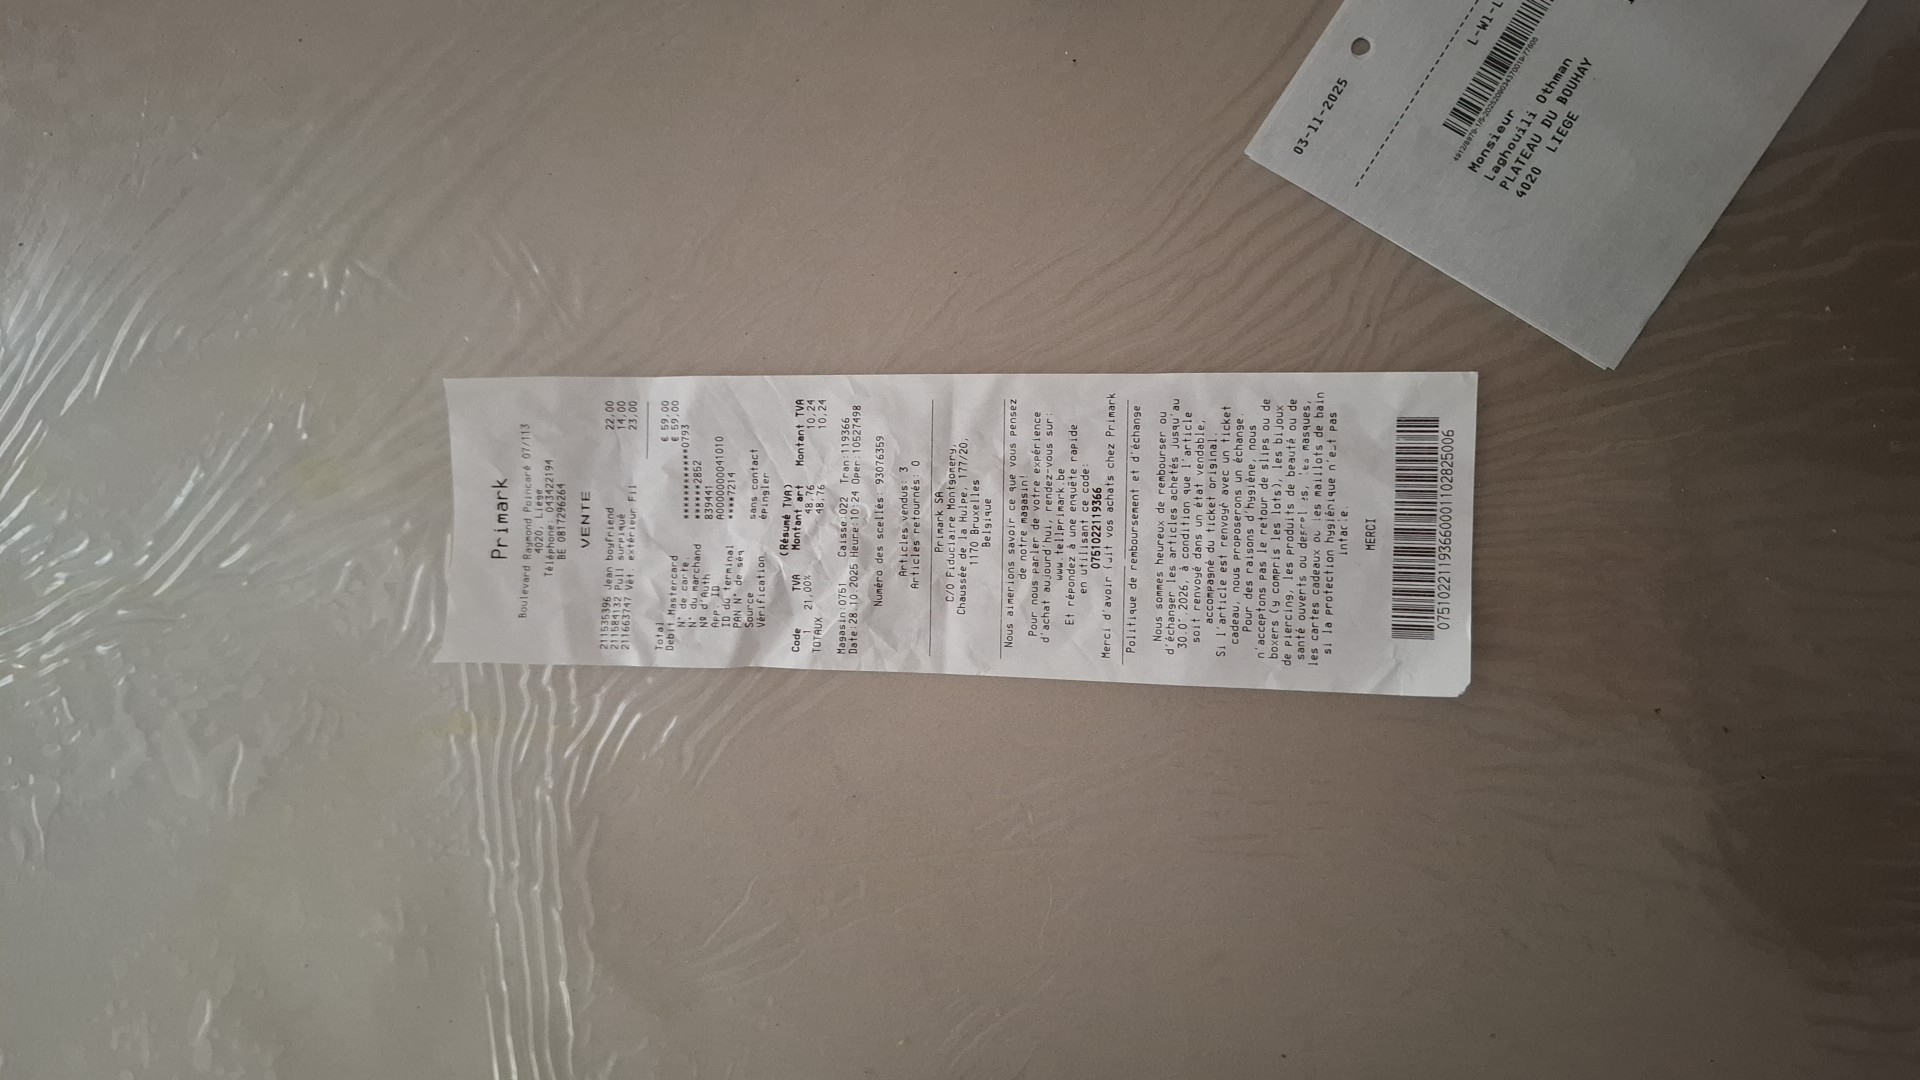 Primark
Boulevard Raymond Poincaré 07/113
4020, Liège
Téléphone: 043422194
BE 0817296264
VENTE
211535396 Jean boyfriend 22,00
211584132 Pull surpiqué 14,00
211663747 Vêt. extérieur Fil 23,00
Total € 59,00
Debit Mastercard € 59,00
N° de carte ************0793
N° du marchand ******2852
Nº d'Auth 839441
App. ID A0000000041010
ID du terminal ****7214
PAN N° de séq
Source sans contact
Vérification épingler
(Résumé TVA)
Code TVA Montant art Montant TVA
1 21,00% 48,76 10,24
TOTAUX 48,76 10,24
Magasin:0751 Caisse:022 Tran:119366
Date:28.10.2025 Heure:10:24 Oper:10527498
Numéro des scellés: 93076359
Articles vendus: 3
Articles retournés: 0
Primark SA
C/O Fiduciaire Montgomery,
Chaussée de la Hulpe, 177/20,
1170 Bruxelles
Belgique
Nous aimerions savoir ce que vous pensez
de notre magasin!
Pour nous parler de votre expérience
d'achat aujourd'hui, rendez-vous sur:
www.tellprimark.be
Et répondez à une enquête rapide
en utilisant ce code:
0751022119366
Merci d'avoir fait vos achats chez Primark
Politique de remboursement et d'échange
Nous sommes heureux de rembourser ou
d'échanger les articles achetés jusqu'au
2026, à condition que l'article
soit renvoyé dans un état vendable,
accompagné du ticket original.
Si l'article est renvoyé avec un ticket
cadeau, nous proposerons un échange.
Pour des raisons d'hygiène, nous
n'acceptons pas le retour de slips ou de
boxers (y compris les lots), les bijoux
de piercing, les produits de beauté ou de
santé ouverts ou masques,
les cartes cadeaux ou les maillots de bain
si la protection hygiénique n'est pas
intacte.
MERCI
07510221193660001102825006
03-11-2025
L-W1-L
Monsieur
Laghouili Othman
PLATEAU DU BOUHAY
4020 LIEGE